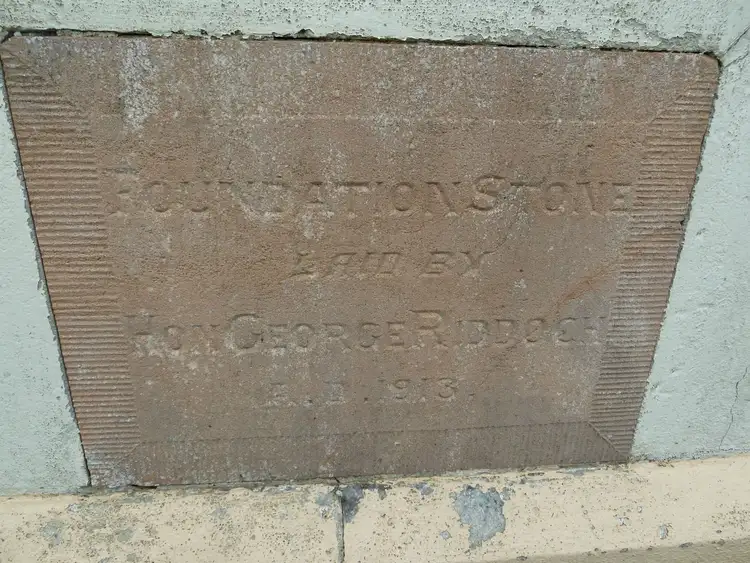 FOUNDATION STONE
LAID BY
HON GEORGE RIDDOCH
A.D. 1913.